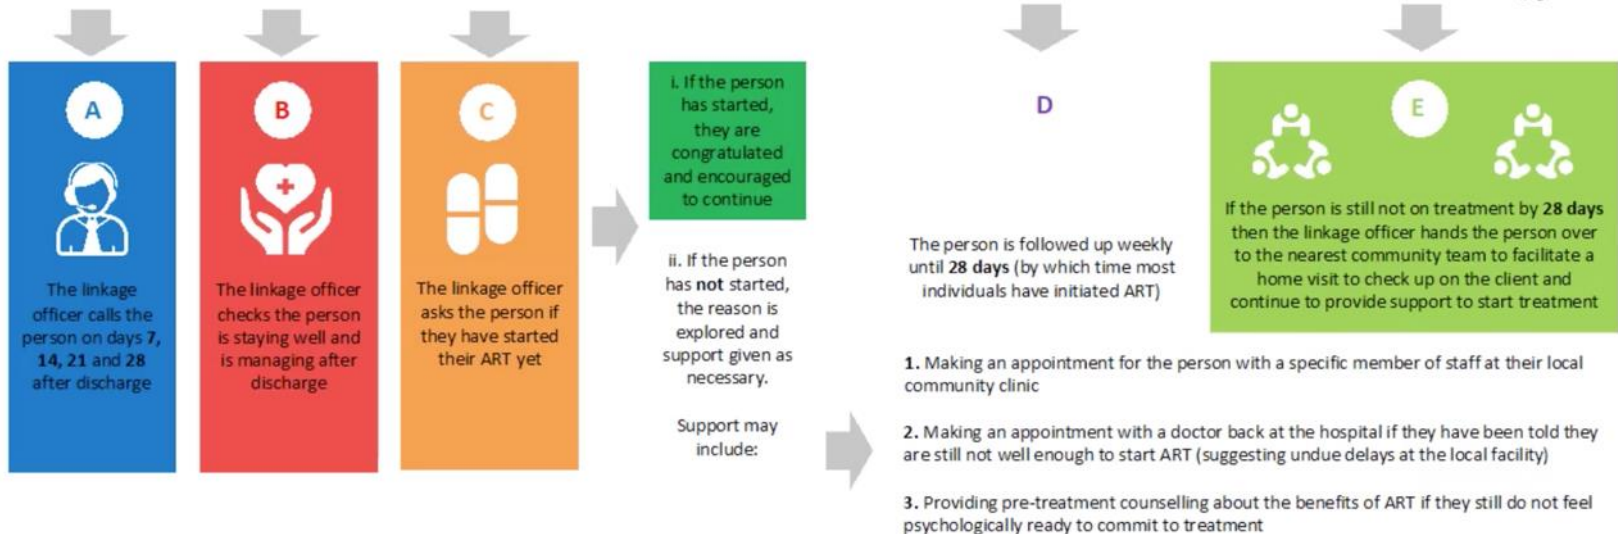 A
The linkage
officer calls the
person on days 7,
14, 21 and 28
after discharge
B
The linkage officer
checks the person
is staying well and
is managing after
discharge
C
The linkage officer
asks the person if
they have started
their ART yet
i. If the person
has started,
they are
congratulated
and encouraged
to continue
ii. If the person
has not started,
the reason is
explored and
support given as
necessary.
Support may
include:
D
The person is followed up weekly
until 28 days (by which time most
individuals have initiated ART)
E
If the person is still not on treatment by 28 days
then the linkage officer hands the person over
to the nearest community team to facilitate a
home visit to check up on the client and
continue to provide support to start treatment
1. Making an appointment for the person with a specific member of staff at their local
community clinic
2. Making an appointment with a doctor back at the hospital if they have been told they
are still not well enough to start ART (suggesting undue delays at the local facility)
3. Providing pre-treatment counselling about the benefits of ART if they still do not feel
psychologically ready to commit to treatment